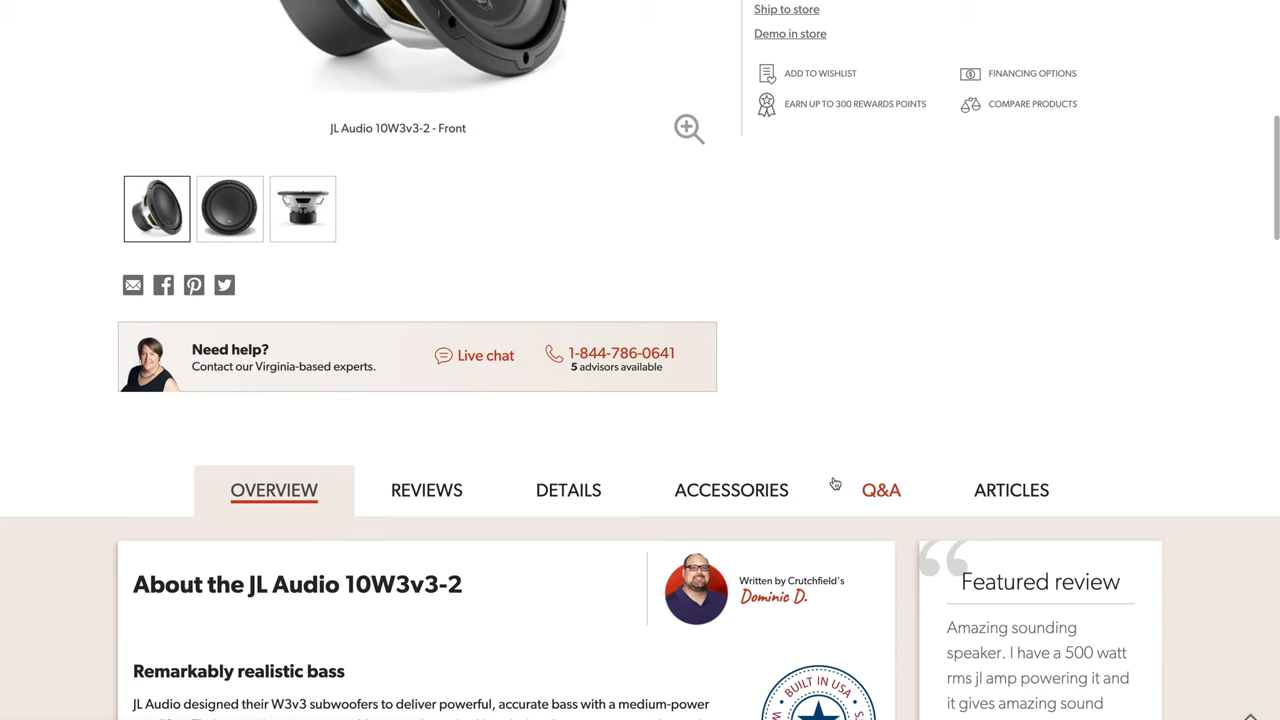 Ship to store
Demo in store
ADD TO WISHLIST
FINANCING OPTIONS
EARN UP TO 300 REWARDS POINTS
COMPARE PRODUCTS
JL Audio 10W3v3-2 - Front
Need help?
Contact our Virginia-based experts.
Live chat
1-844-786-0641
5 advisors available
OVERVIEW
REVIEWS
DETAILS
ACCESSORIES
Q&A
ARTICLES
About the JL Audio 10W3v3-2
Written by Crutchfield's
Dominic D.
Remarkably realistic bass
JL Audio designed their W3v3 subwoofers to deliver powerful, accurate bass with a medium-power
BUILT IN USA
Featured review
Amazing sounding
speaker. I have a 500 watt
rms jl amp powering it and
it gives amazing sound